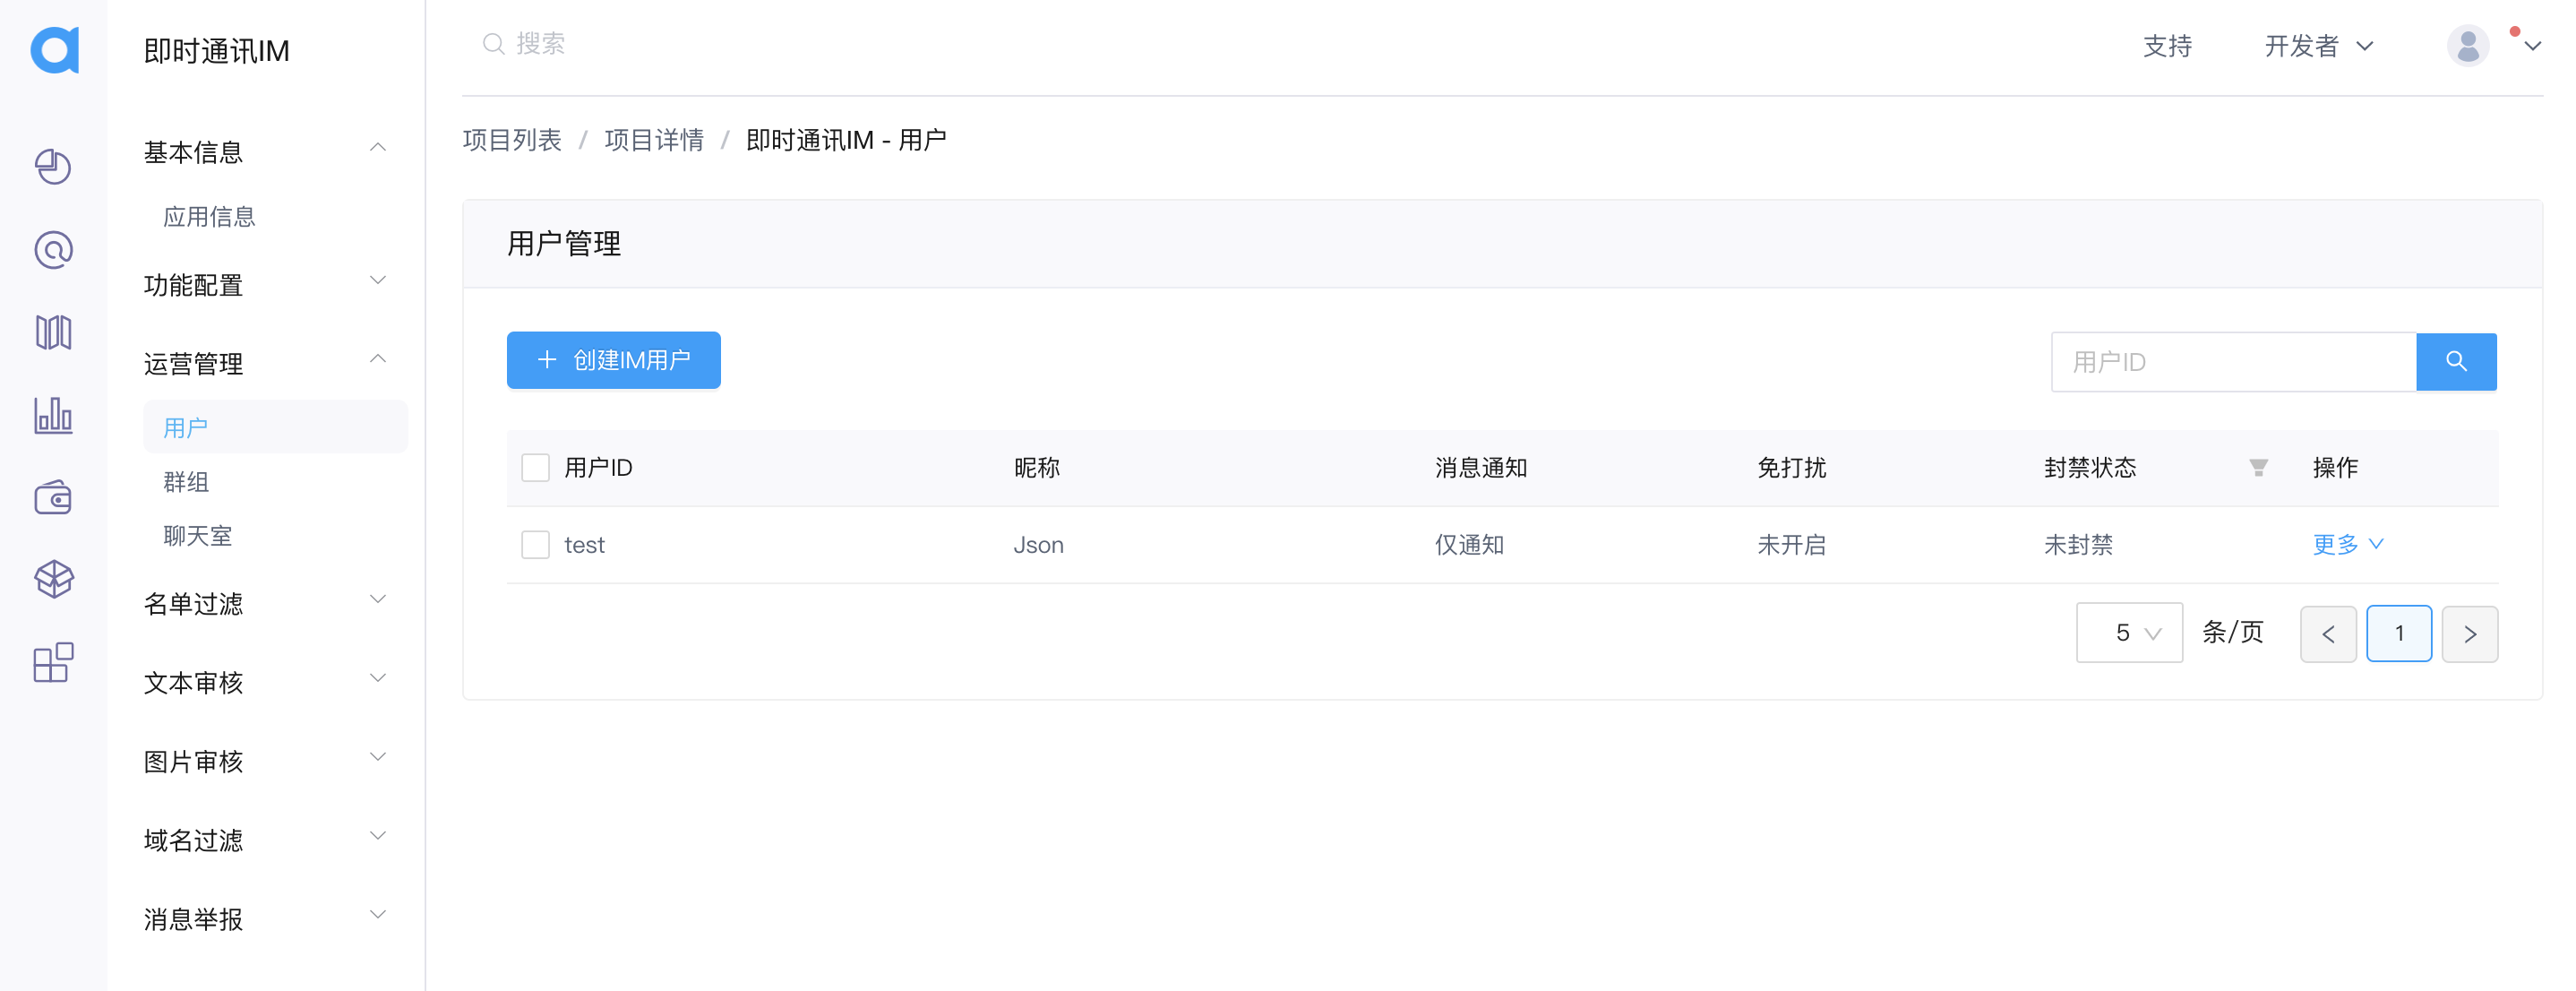 即时通讯IM
基本信息
应用信息
功能配置
运营管理
用户
群组
聊天室
名单过滤
文本审核
图片审核
域名过滤
消息举报
搜索
支持
开发者
项目列表 / 项目详情 / 即时通讯IM - 用户
用户管理
+ 创建IM用户
用户ID
用户ID 昵称 消息通知 免打扰 封禁状态 操作
test Json 仅通知 未开启 未封禁 更多
5 条/页 < 1 >